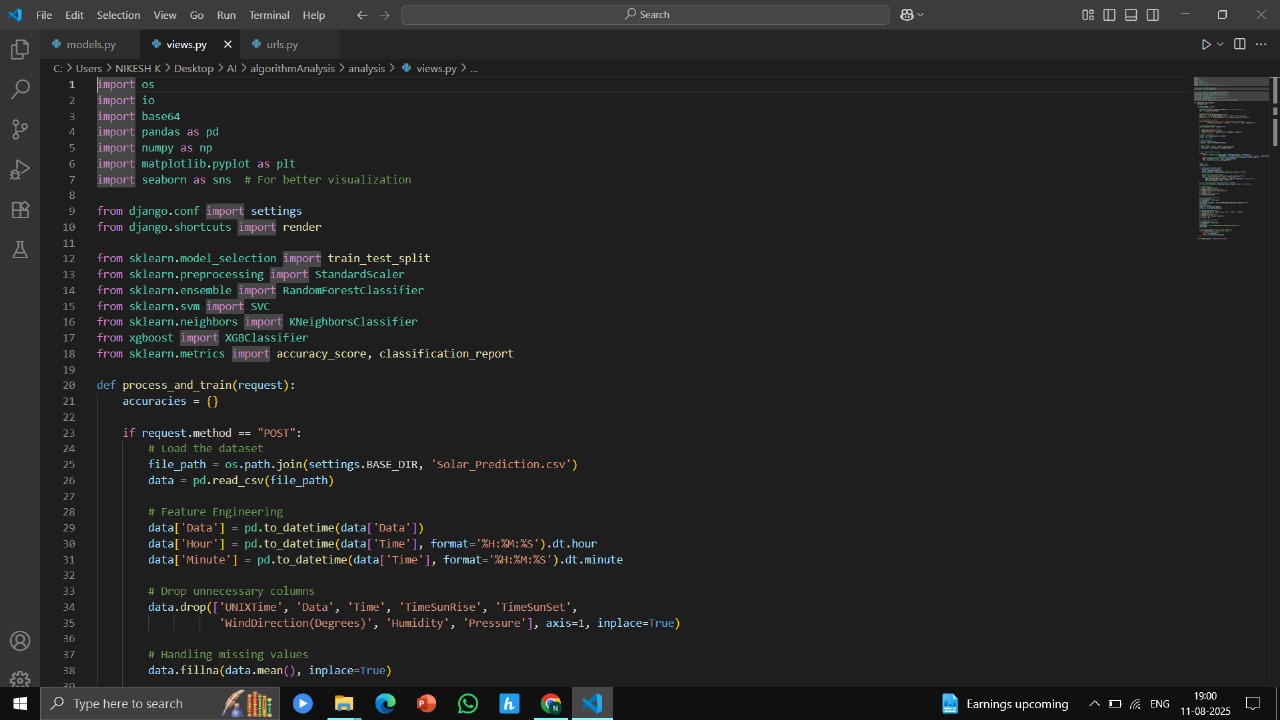 File Edit Selection View Go Run Terminal Help Search
models.py views.py urls.py
C: > Users > NIKESH K > Desktop > AI > algorithmAnalysis > analysis > views.py > ...
1 import os
2 import io
3 import base64
4 import pandas as pd
5 import numpy as np
6 import matplotlib.pyplot as plt
7 import seaborn as sns  # For better visualization
8
9 from django.conf import settings
10 from django.shortcuts import render
11
12 from sklearn.model_selection import train_test_split
13 from sklearn.preprocessing import StandardScaler
14 from sklearn.ensemble import RandomForestClassifier
15 from sklearn.svm import SVC
16 from sklearn.neighbors import KNeighborsClassifier
17 from xgboost import XGBClassifier
18 from sklearn.metrics import accuracy_score, classification_report
19
20 def process_and_train(request):
21     accuracies = {}
22
23     if request.method == "POST":
24         # Load the dataset
25         file_path = os.path.join(settings.BASE_DIR, 'Solar_Prediction.csv')
26         data = pd.read_csv(file_path)
27
28         # Feature Engineering
29         data['Data'] = pd.to_datetime(data['Data'])
30         data['Hour'] = pd.to_datetime(data['Time'], format='%H:%M:%S').dt.hour
31         data['Minute'] = pd.to_datetime(data['Time'], format='%H:%M:%S').dt.minute
32
33         # Drop unnecessary columns
34         data.drop(['UNIXTime', 'Data', 'Time', 'TimeSunRise', 'TimeSunSet',
35                    'WindDirection(Degrees)', 'Humidity', 'Pressure'], axis=1, inplace=True)
36
37         # Handling missing values
38         data.fillna(data.mean(), inplace=True)
39
Type here to search Earnings upcoming ENG 19:00
11-08-2025